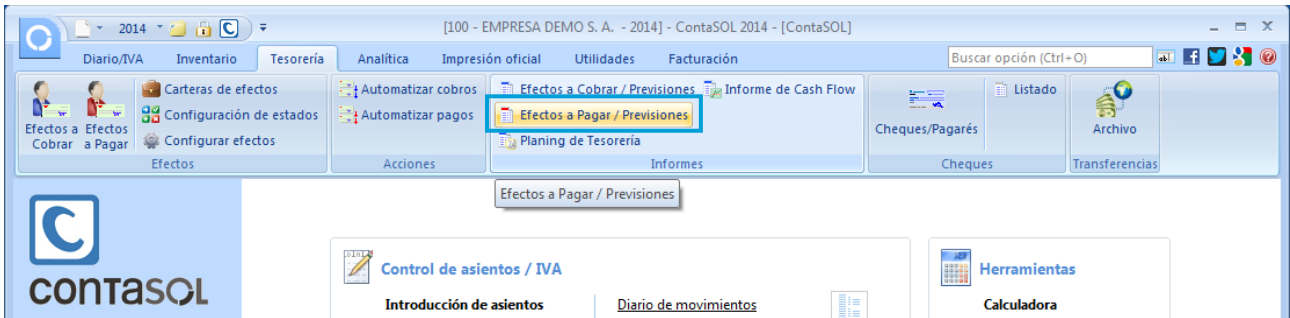 2014
[100 - EMPRESA DEMO S. A. - 2014] - ContaSOL 2014 - [ContaSOL]
Diario/IVA Inventario Tesorería Analítica Impresión oficial Utilidades Facturación Buscar opción (Ctrl+O)
Carteras de efectos Automatizar cobros Efectos a Cobrar / Previsiones Informe de Cash Flow Listado
Configuración de estados Automatizar pagos Efectos a Pagar / Previsiones
Efectos a Cobrar
Efectos a Pagar
Configurar efectos Planing de Tesorería
Cheques/Pagarés
Archivo
Efectos Acciones Informes Cheques Transferencias
Efectos a Pagar / Previsiones
contasol
Control de asientos / IVA
Herramientas
Introducción de asientos Diario de movimientos Calculadora